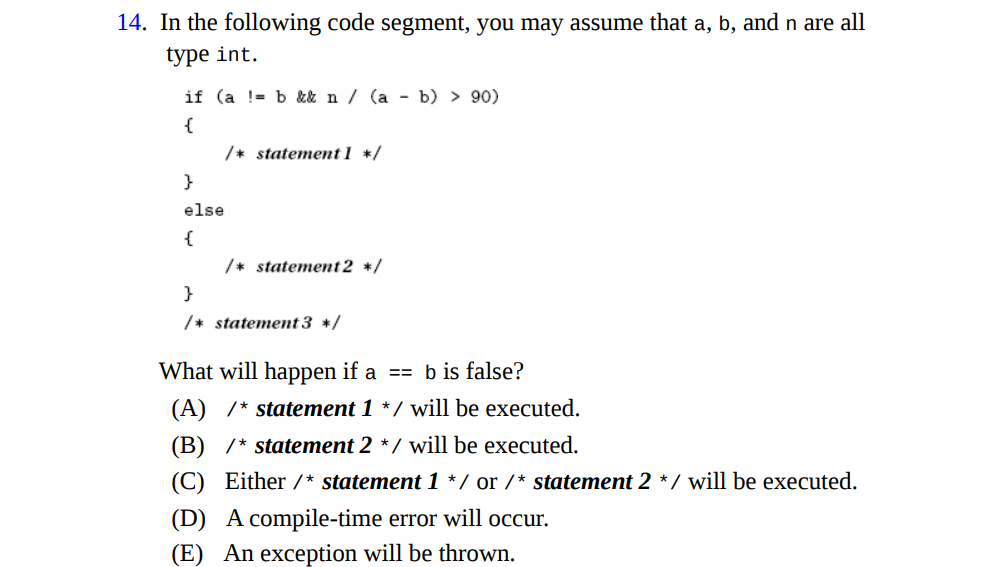 14. In the following code segment, you may assume that a, b, and n are all
type int.
if (a != b && n / (a - b) > 90)
{
/* statement 1 */
}
else
{
/* statement 2 */
}
/* statement 3 */
What will happen if a == b is false?
(A) /* statement 1 */ will be executed.
(B) /* statement 2 */ will be executed.
(C) Either /* statement 1 */ or /* statement 2 */ will be executed.
(D) A compile-time error will occur.
(E) An exception will be thrown.